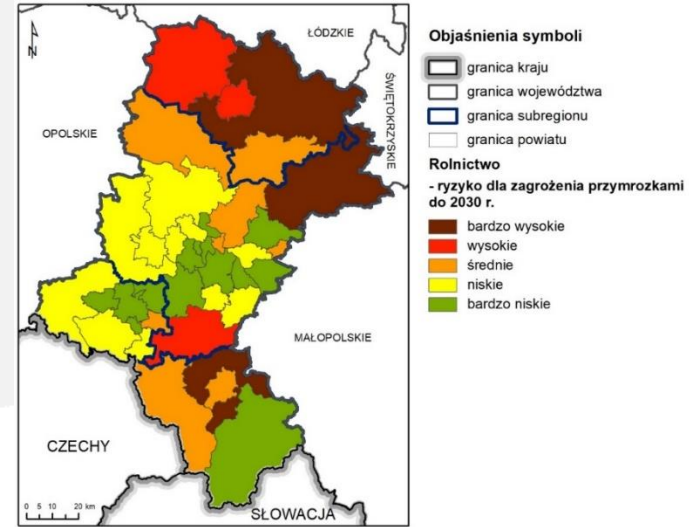 N
ŁÓDZKIE
ŚWIĘTOKRZYSKIE
OPOLSKIE
MAŁOPOLSKIE
CZECHY
SŁOWACJA
0 5 10 20 km
Objaśnienia symboli
granica kraju
granica województwa
granica subregionu
granica powiatu
Rolnictwo
- ryzyko dla zagrożenia przymrozkami
do 2030 r.
bardzo wysokie
wysokie
średnie
niskie
bardzo niskie